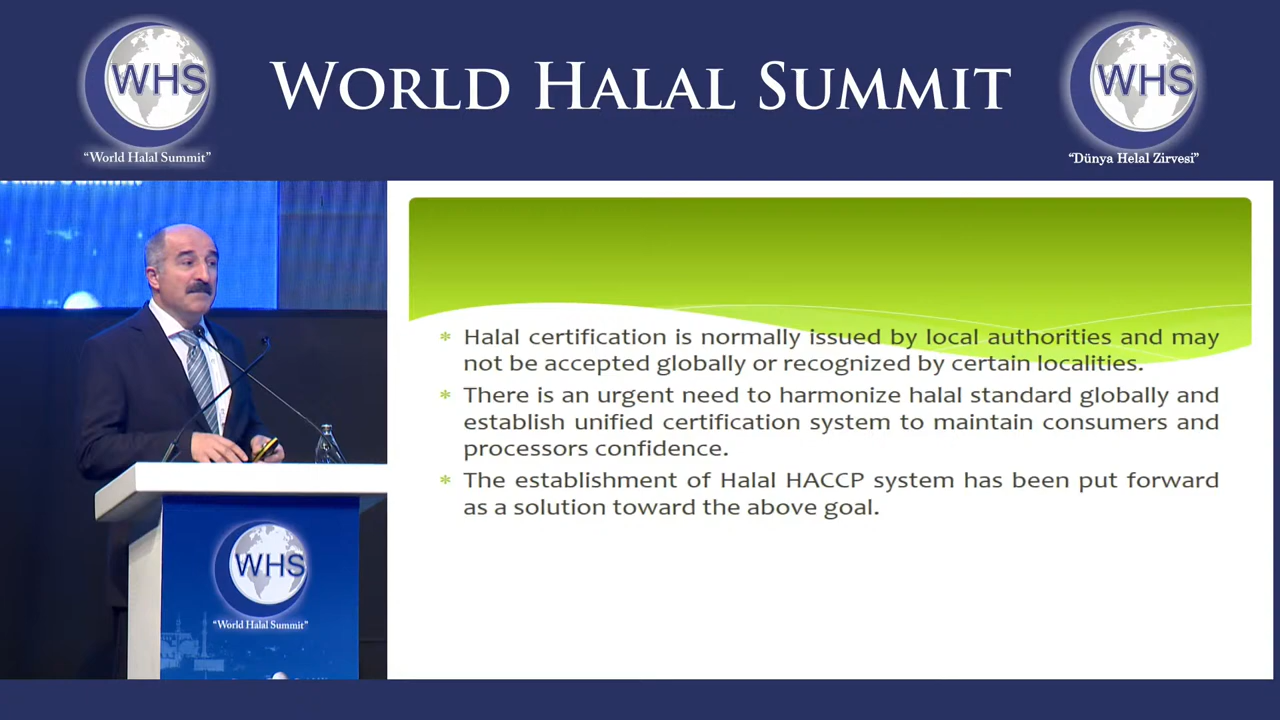 WHS
"World Halal Summit"
WORLD HALAL SUMMIT
WHS
"Dünya Helal Zirvesi"
* Halal certification is normally issued by local authorities and may
not be accepted globally or recognized by certain localities.
* There is an urgent need to harmonize halal standard globally and
establish unified certification system to maintain consumers and
processors confidence.
* The establishment of Halal HACCP system has been put forward
as a solution toward the above goal.
WHS
"World Halal Summit"